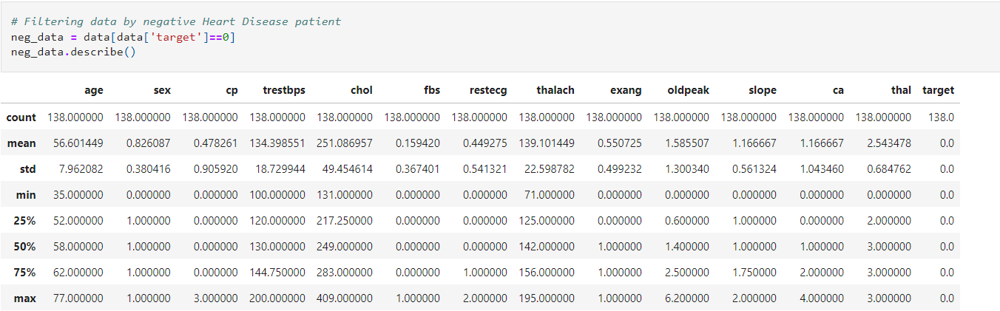 # Filtering data by negative Heart Disease patient
neg_data = data[data['target']==0]
neg_data.describe()
age sex cp trestbps chol fbs restecg thalach exang oldpeak slope ca thal target
count 138.000000 138.000000 138.000000 138.000000 138.000000 138.000000 138.000000 138.000000 138.000000 138.000000 138.000000 138.000000 138.000000 138.0
mean 56.601449 0.826087 0.478261 134.398551 251.086957 0.159420 0.449275 139.101449 0.550725 1.585507 1.166667 1.166667 2.543478 0.0
std 7.962082 0.380416 0.905920 18.729944 49.454614 0.367401 0.541321 22.598782 0.499232 1.300340 0.561324 1.043460 0.684762 0.0
min 35.000000 0.000000 0.000000 100.000000 131.000000 0.000000 0.000000 71.000000 0.000000 0.000000 0.000000 0.000000 0.000000 0.0
25% 52.000000 1.000000 0.000000 120.000000 217.250000 0.000000 0.000000 125.000000 0.000000 0.600000 1.000000 0.000000 2.000000 0.0
50% 58.000000 1.000000 0.000000 130.000000 249.000000 0.000000 0.000000 142.000000 1.000000 1.400000 1.000000 1.000000 3.000000 0.0
75% 62.000000 1.000000 0.000000 144.750000 283.000000 0.000000 1.000000 156.000000 1.000000 2.500000 1.750000 2.000000 3.000000 0.0
max 77.000000 1.000000 3.000000 200.000000 409.000000 1.000000 2.000000 195.000000 1.000000 6.200000 2.000000 4.000000 3.000000 0.0